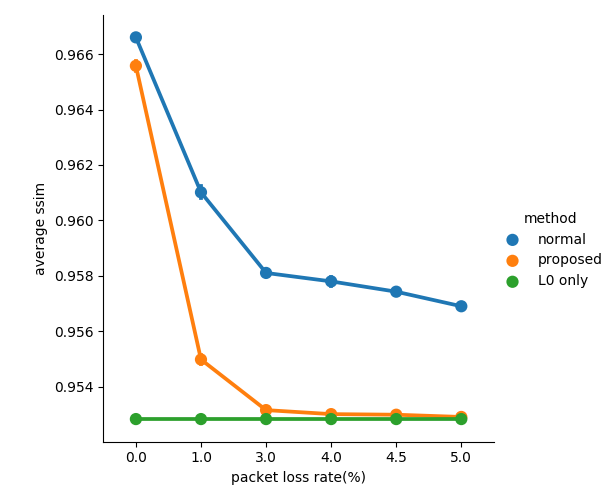 0.966
0.964
0.962
0.960
0.958
0.956
0.954
average ssim
0.0 1.0 3.0 4.0 4.5 5.0
packet loss rate(%)
method
normal
proposed
L0 only